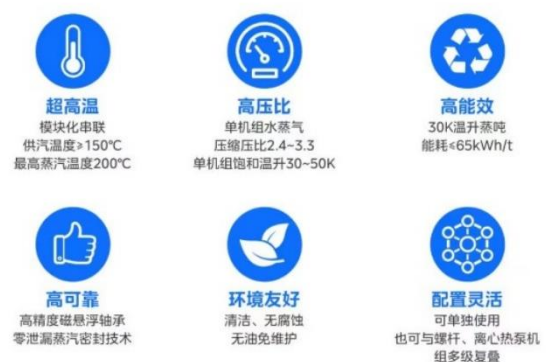 超高温
模块化串联
供汽温度≥150℃
最高蒸汽温度200℃
高压比
单机组水蒸气
压缩压比2.4~3.3
单机组饱和温升30~50K
高能效
30K温升蒸吨
能耗≤65kWh/t
高可靠
高精度磁悬浮轴承
零泄漏蒸汽密封技术
环境友好
清洁、无腐蚀
无油免维护
配置灵活
可单独使用
也可与螺杆、离心热泵机
组多级复叠